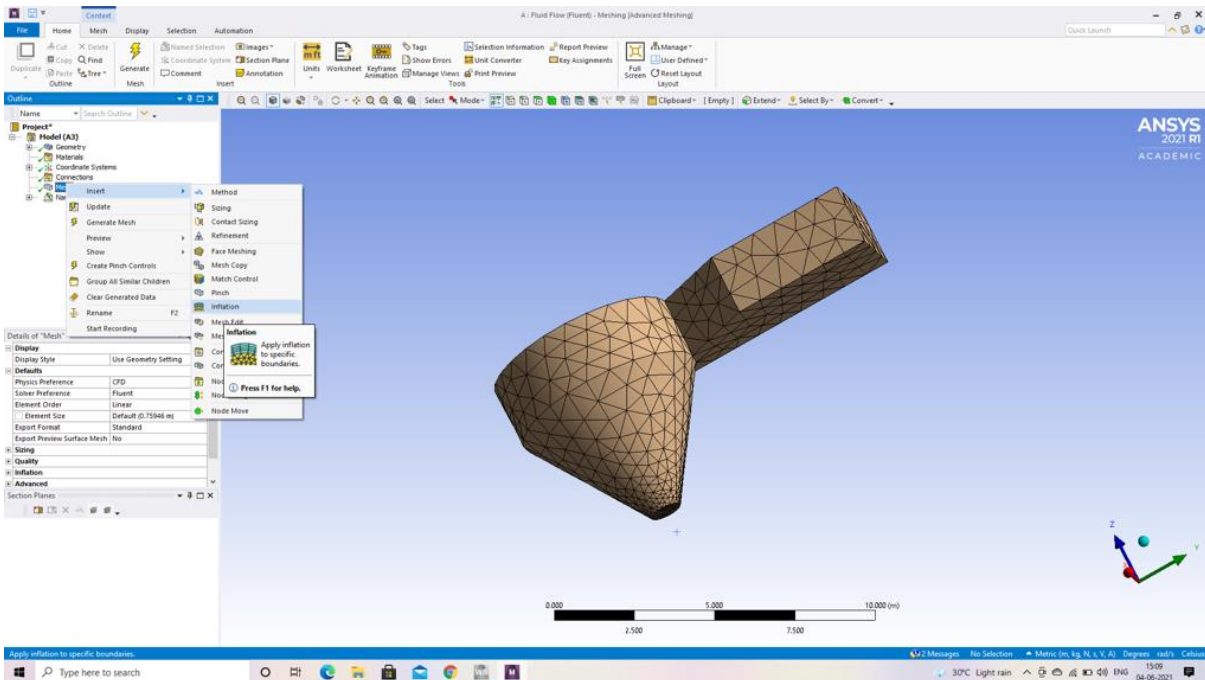 Context
A : Fluid Flow (Fluent) - Meshing [Advanced Meshing]
File Home Mesh Display Selection Automation
Quick Launch
Duplicate
Cut
Copy
Paste
Delete
Find
Tree
Outline
Generate
Mesh
Named Selection
Coordinate System
Comment
Images
Section Plane
Annotation
Insert
Units
Worksheet
Keyframe
Animation
Tags
Show Errors
Manage Views
Selection Information
Unit Converter
Print Preview
Report Preview
Key Assignments
Tools
Full
Screen
Manage
User Defined
Reset Layout
Layout
Outline
Select Mode Clipboard [Empty] Extend Select By Convert
Name Search Outline
Project*
Model (A3)
Geometry
Materials
Coordinate Systems
Connections
Insert
Update
Generate Mesh
Preview
Show
Create Pinch Controls
Group All Similar Children
Clear Generated Data
Rename F2
Start Recording
Method
Sizing
Contact Sizing
Refinement
Face Meshing
Mesh Copy
Match Control
Pinch
Inflation
Mesh Edit
Node Move
Inflation
Apply inflation
to specific
boundaries.
Press F1 for help.
Details of "Mesh"
Display
Display Style Use Geometry Setting
Defaults
Physics Preference CFD
Solver Preference Fluent
Element Order Linear
Element Size Default (0.75946 m)
Export Format Standard
Export Preview Surface Mesh No
Sizing
Quality
Inflation
Advanced
Section Planes
ANSYS
2021 R1
ACADEMIC
Z
Y
0.000 5.000 10.000 (m)
2.500 7.500
Apply inflation to specific boundaries.
2 Messages No Selection Metric (m, kg, N, s, V, A) Degrees rad/s Celsius
Type here to search
30°C Light rain ENG
15:09
04-06-2021